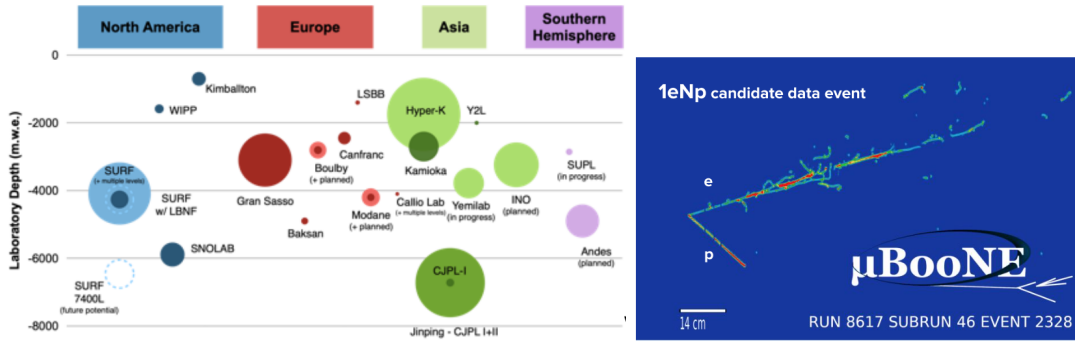 North America
Europe
Asia
Southern
Hemisphere
Laboratory Depth (m.w.e.)
0
-2000
-4000
-6000
-8000
Kimballton
WIPP
SURF
(+ multiple levels)
SURF
w/ LBNF
SNOLAB
SURF
7400L
(future potential)
LSBB
Gran Sasso
Boulby
(+ planned)
Canfranc
Modane
(+ planned)
Baksan
Callio Lab
(+ multiple levels)
Hyper-K
Y2L
Kamioka
Yemilab
(in progress)
INO
(planned)
CJPL-I
Jinping - CJPL I+II
SUPL
(in progress)
Andes
(planned)
1eNp candidate data event
e
p
µBooNE
14 cm
RUN 8617 SUBRUN 46 EVENT 2328